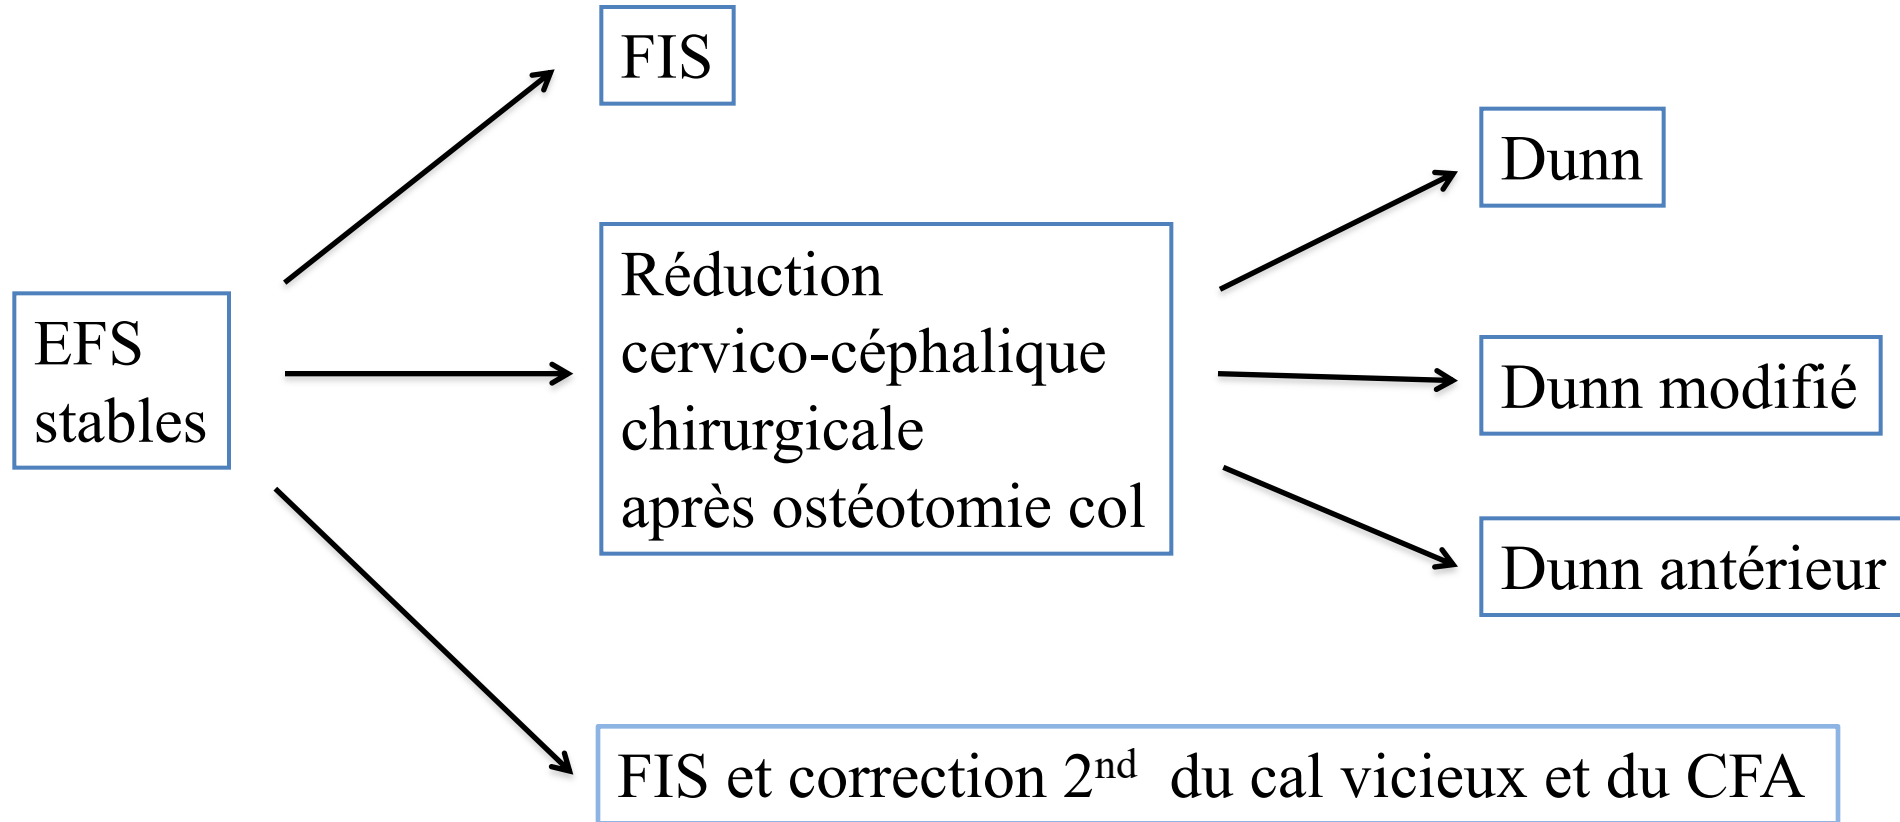 FIS
EFS
stables
Réduction
cervico-céphalique
chirurgicale
après ostéotomie col
Dunn
Dunn modifié
Dunn antérieur
FIS et correction 2nd du cal vicieux et du CFA